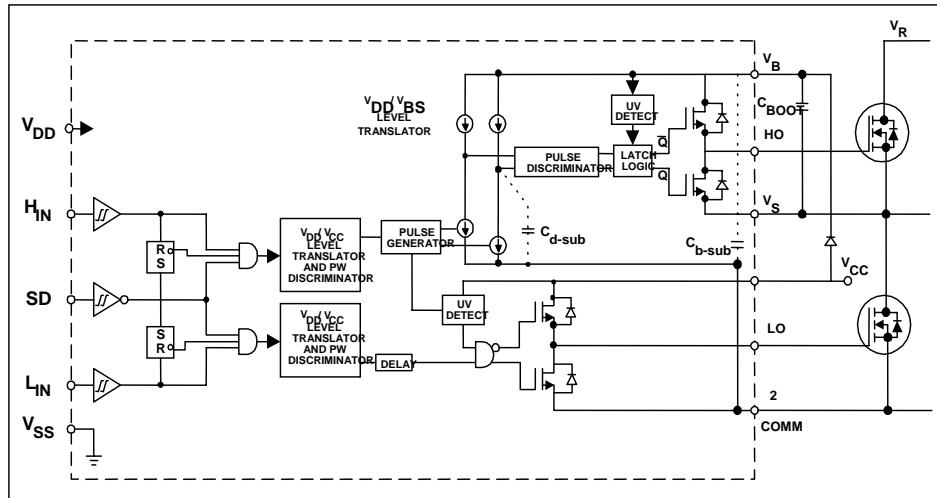 V_R
V_B
V_DD/V_BS
LEVEL
TRANSLATOR
UV
DETECT
C_BOOT
V_DD
HO
PULSE
DISCRIMINATOR
LATCH
LOGIC
Q̅
Q
H_IN
V_S
R
S
V_DD/V_CC
LEVEL
TRANSLATOR
AND PW
DISCRIMINATOR
PULSE
GENERATOR
C_d-sub
C_b-sub
V_CC
SD
UV
DETECT
S
R
V_DD/V_CC
LEVEL
TRANSLATOR
AND PW
DISCRIMINATOR
LO
DELAY
L_IN
2
V_SS
COMM